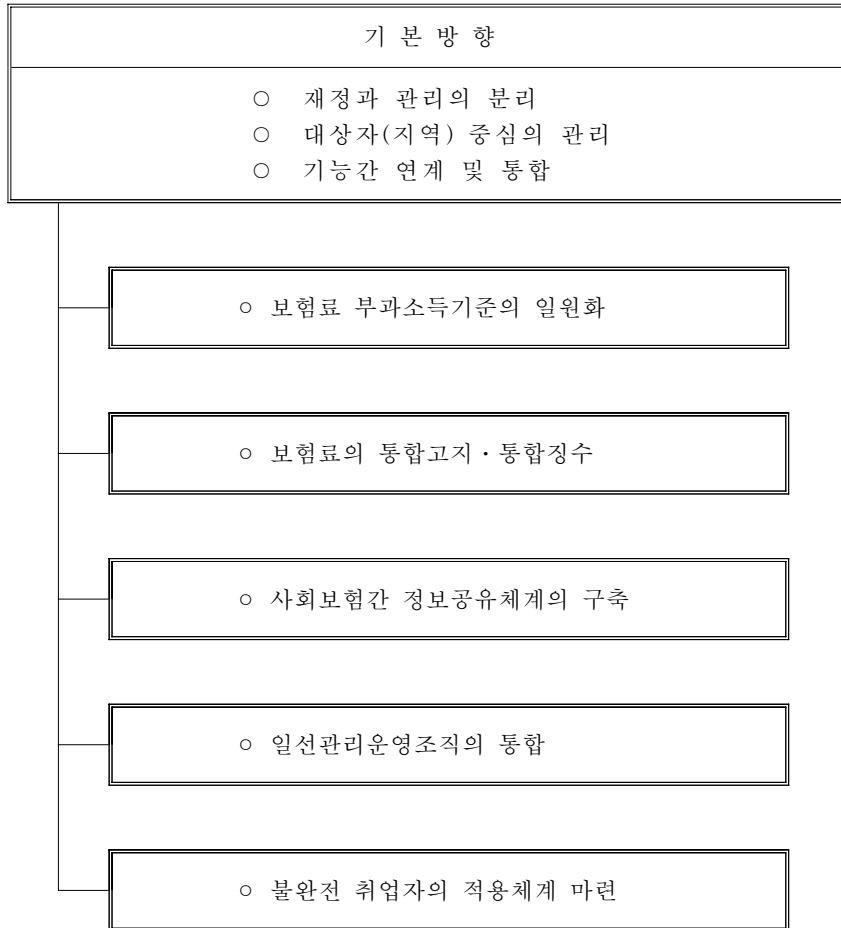 기 본 방 향
○ 재정과 관리의 분리
○ 대상자(지역) 중심의 관리
○ 기능간 연계 및 통합
○ 보험료 부과소득기준의 일원화
○ 보험료의 통합고지·통합징수
○ 사회보험간 정보공유체계의 구축
○ 일선관리운영조직의 통합
○ 불완전 취업자의 적용체계 마련